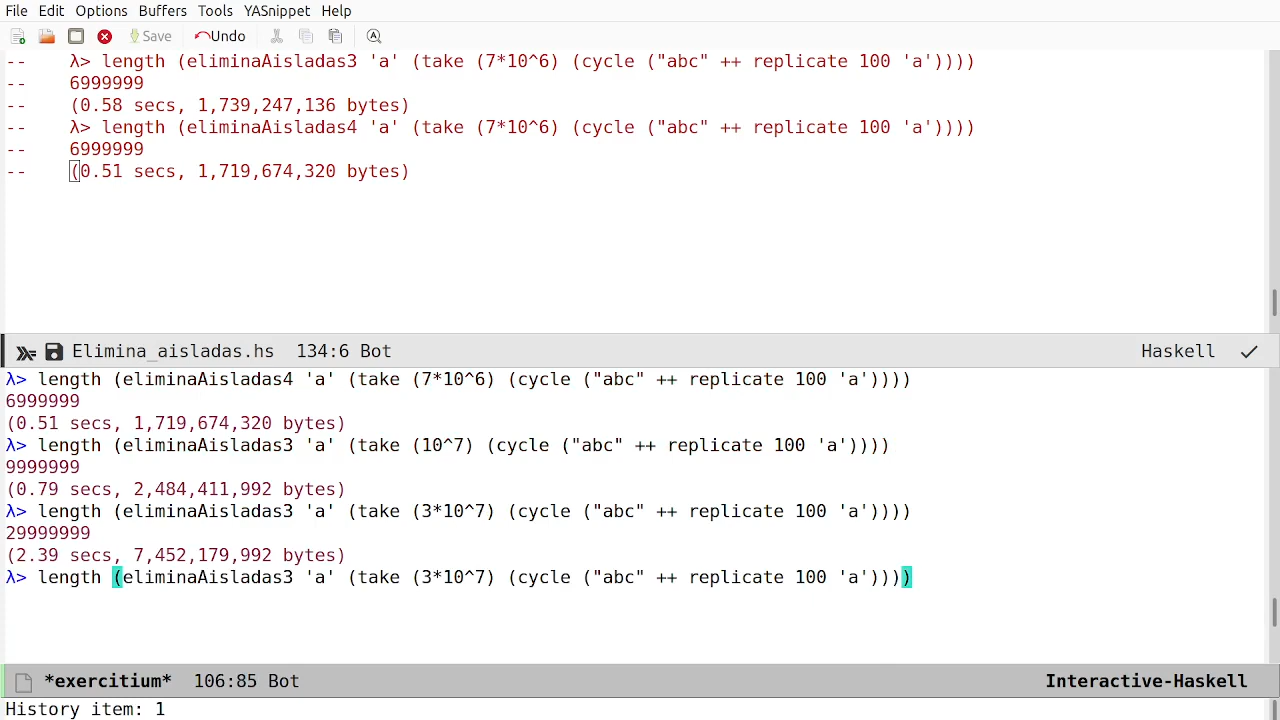 File Edit Options Buffers Tools YASnippet Help
Save Undo
-- λ> length (eliminaAisladas3 'a' (take (7*10^6) (cycle ("abc" ++ replicate 100 'a'))))
-- 6999999
-- (0.58 secs, 1,739,247,136 bytes)
-- λ> length (eliminaAisladas4 'a' (take (7*10^6) (cycle ("abc" ++ replicate 100 'a'))))
-- 6999999
-- (0.51 secs, 1,719,674,320 bytes)
Elimina_aisladas.hs 134:6 Bot Haskell
λ> length (eliminaAisladas4 'a' (take (7*10^6) (cycle ("abc" ++ replicate 100 'a'))))
6999999
(0.51 secs, 1,719,674,320 bytes)
λ> length (eliminaAisladas3 'a' (take (10^7) (cycle ("abc" ++ replicate 100 'a'))))
9999999
(0.79 secs, 2,484,411,992 bytes)
λ> length (eliminaAisladas3 'a' (take (3*10^7) (cycle ("abc" ++ replicate 100 'a'))))
29999999
(2.39 secs, 7,452,179,992 bytes)
λ> length (eliminaAisladas3 'a' (take (3*10^7) (cycle ("abc" ++ replicate 100 'a'))))
*exercitium* 106:85 Bot Interactive-Haskell
History item: 1